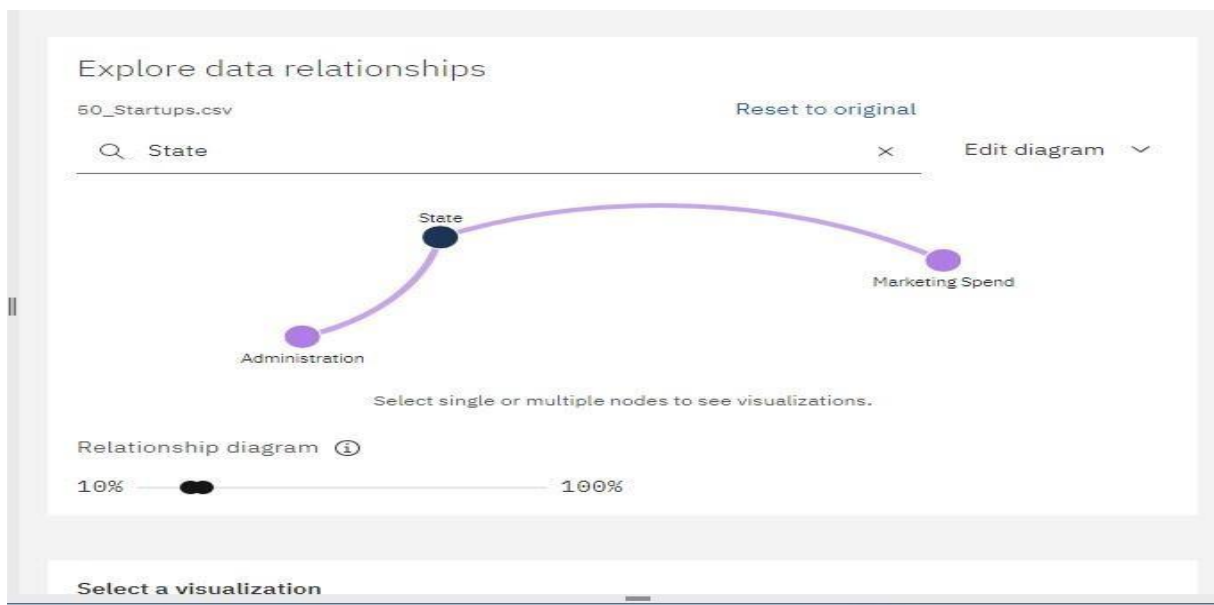 Explore data relationships
50_Startups.csv
Reset to original
State
×
Edit diagram
State
Marketing Spend
Administration
Select single or multiple nodes to see visualizations.
Relationship diagram
10% 100%
Select a visualization